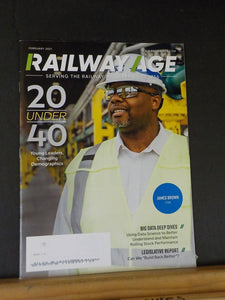 FEBRUARY 2021
RAILWAY AGE
SERVING THE RAILWAY
20
UNDER
40
Young Leaders,
Changing
Demographics
JAMES BROWN
BIG DATA DEEP DIVES
Using Data Science to Better
Understand and Maintain
Rolling Stock Performance
LEGISLATIVE REPORT
Can We "Build Back Better"?